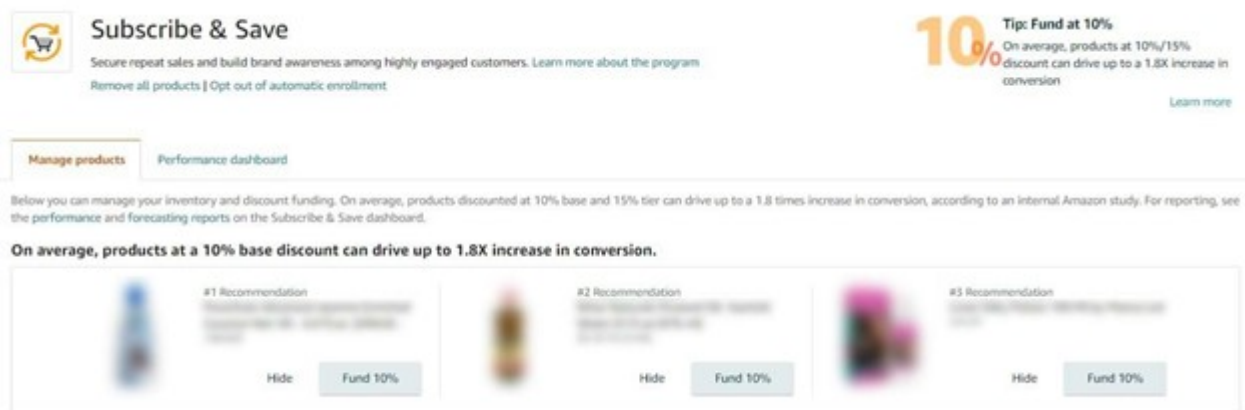 Subscribe & Save
Secure repeat sales and build brand awareness among highly engaged customers. Learn more about the program
Remove all products | Opt out of automatic enrollment
10%
Tip: Fund at 10%
On average, products at 10%/15%
discount can drive up to a 1.8X increase in
conversion
Learn more
Manage products
Performance dashboard
Below you can manage your inventory and discount funding. On average, products discounted at 10% base and 15% tier can drive up to a 1.8 times increase in conversion, according to an internal Amazon study. For reporting, see
the performance and forecasting reports on the Subscribe & Save dashboard.
On average, products at a 10% base discount can drive up to 1.8X increase in conversion.
#1 Recommendation
Hide
Fund 10%
#2 Recommendation
Hide
Fund 10%
#3 Recommendation
Hide
Fund 10%